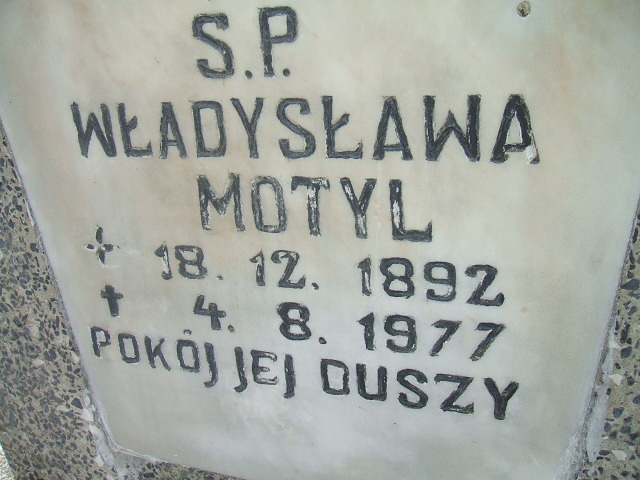 S.P.
WŁADYSŁAWA
MOTYL
18. 12. 1892
† 4. 8. 1977
POKÓJ JEJ DUSZY